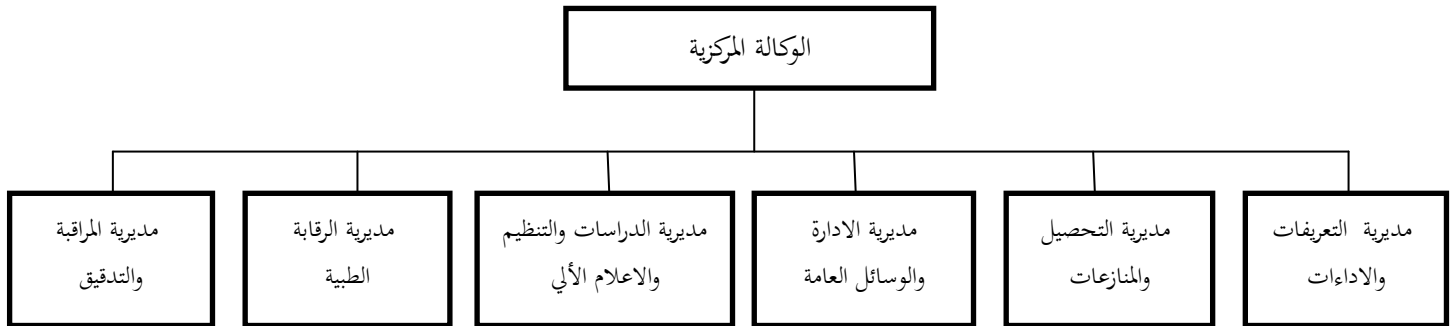 الوكالة المركزية
مديرية التعريفات
والاداءات
مديرية التحصيل
والمنازعات
مديرية الادارة
والوسائل العامة
مديرية الدراسات والتنظيم
والاعلام الألي
مديرية الرقابة
الطبية
مديرية المراقبة
والتدقيق